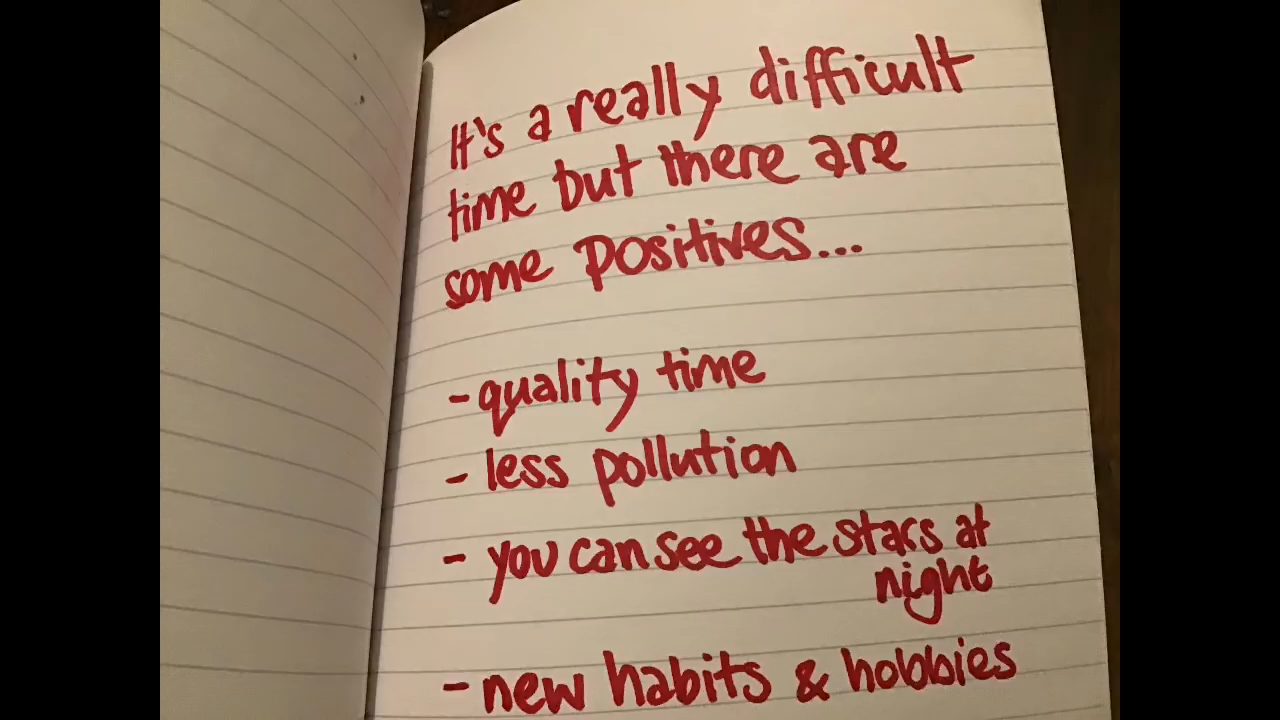 It's a really difficult
time but there are
some positives...
- quality time
- less pollution
- you can see the stars at
night
- new habits & hobbies